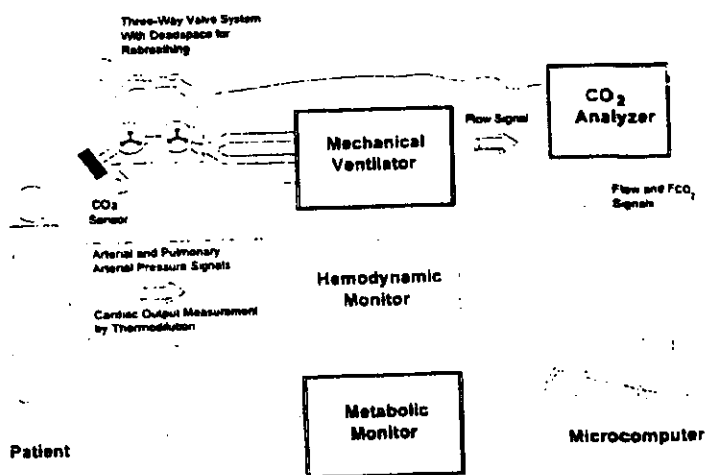 Three-Way Valve System
With Deadspace for
Rebreathing
CO2
Analyzer
Flow Signal
Mechanical
Ventilator
CO2
Sensor
Flow and FCO2
Signals
Arterial and Pulmonary
Arterial Pressure Signals
Hemodynamic
Monitor
Cardiac Output Measurement
by Thermodilution
Metabolic
Monitor
Patient
Microcomputer